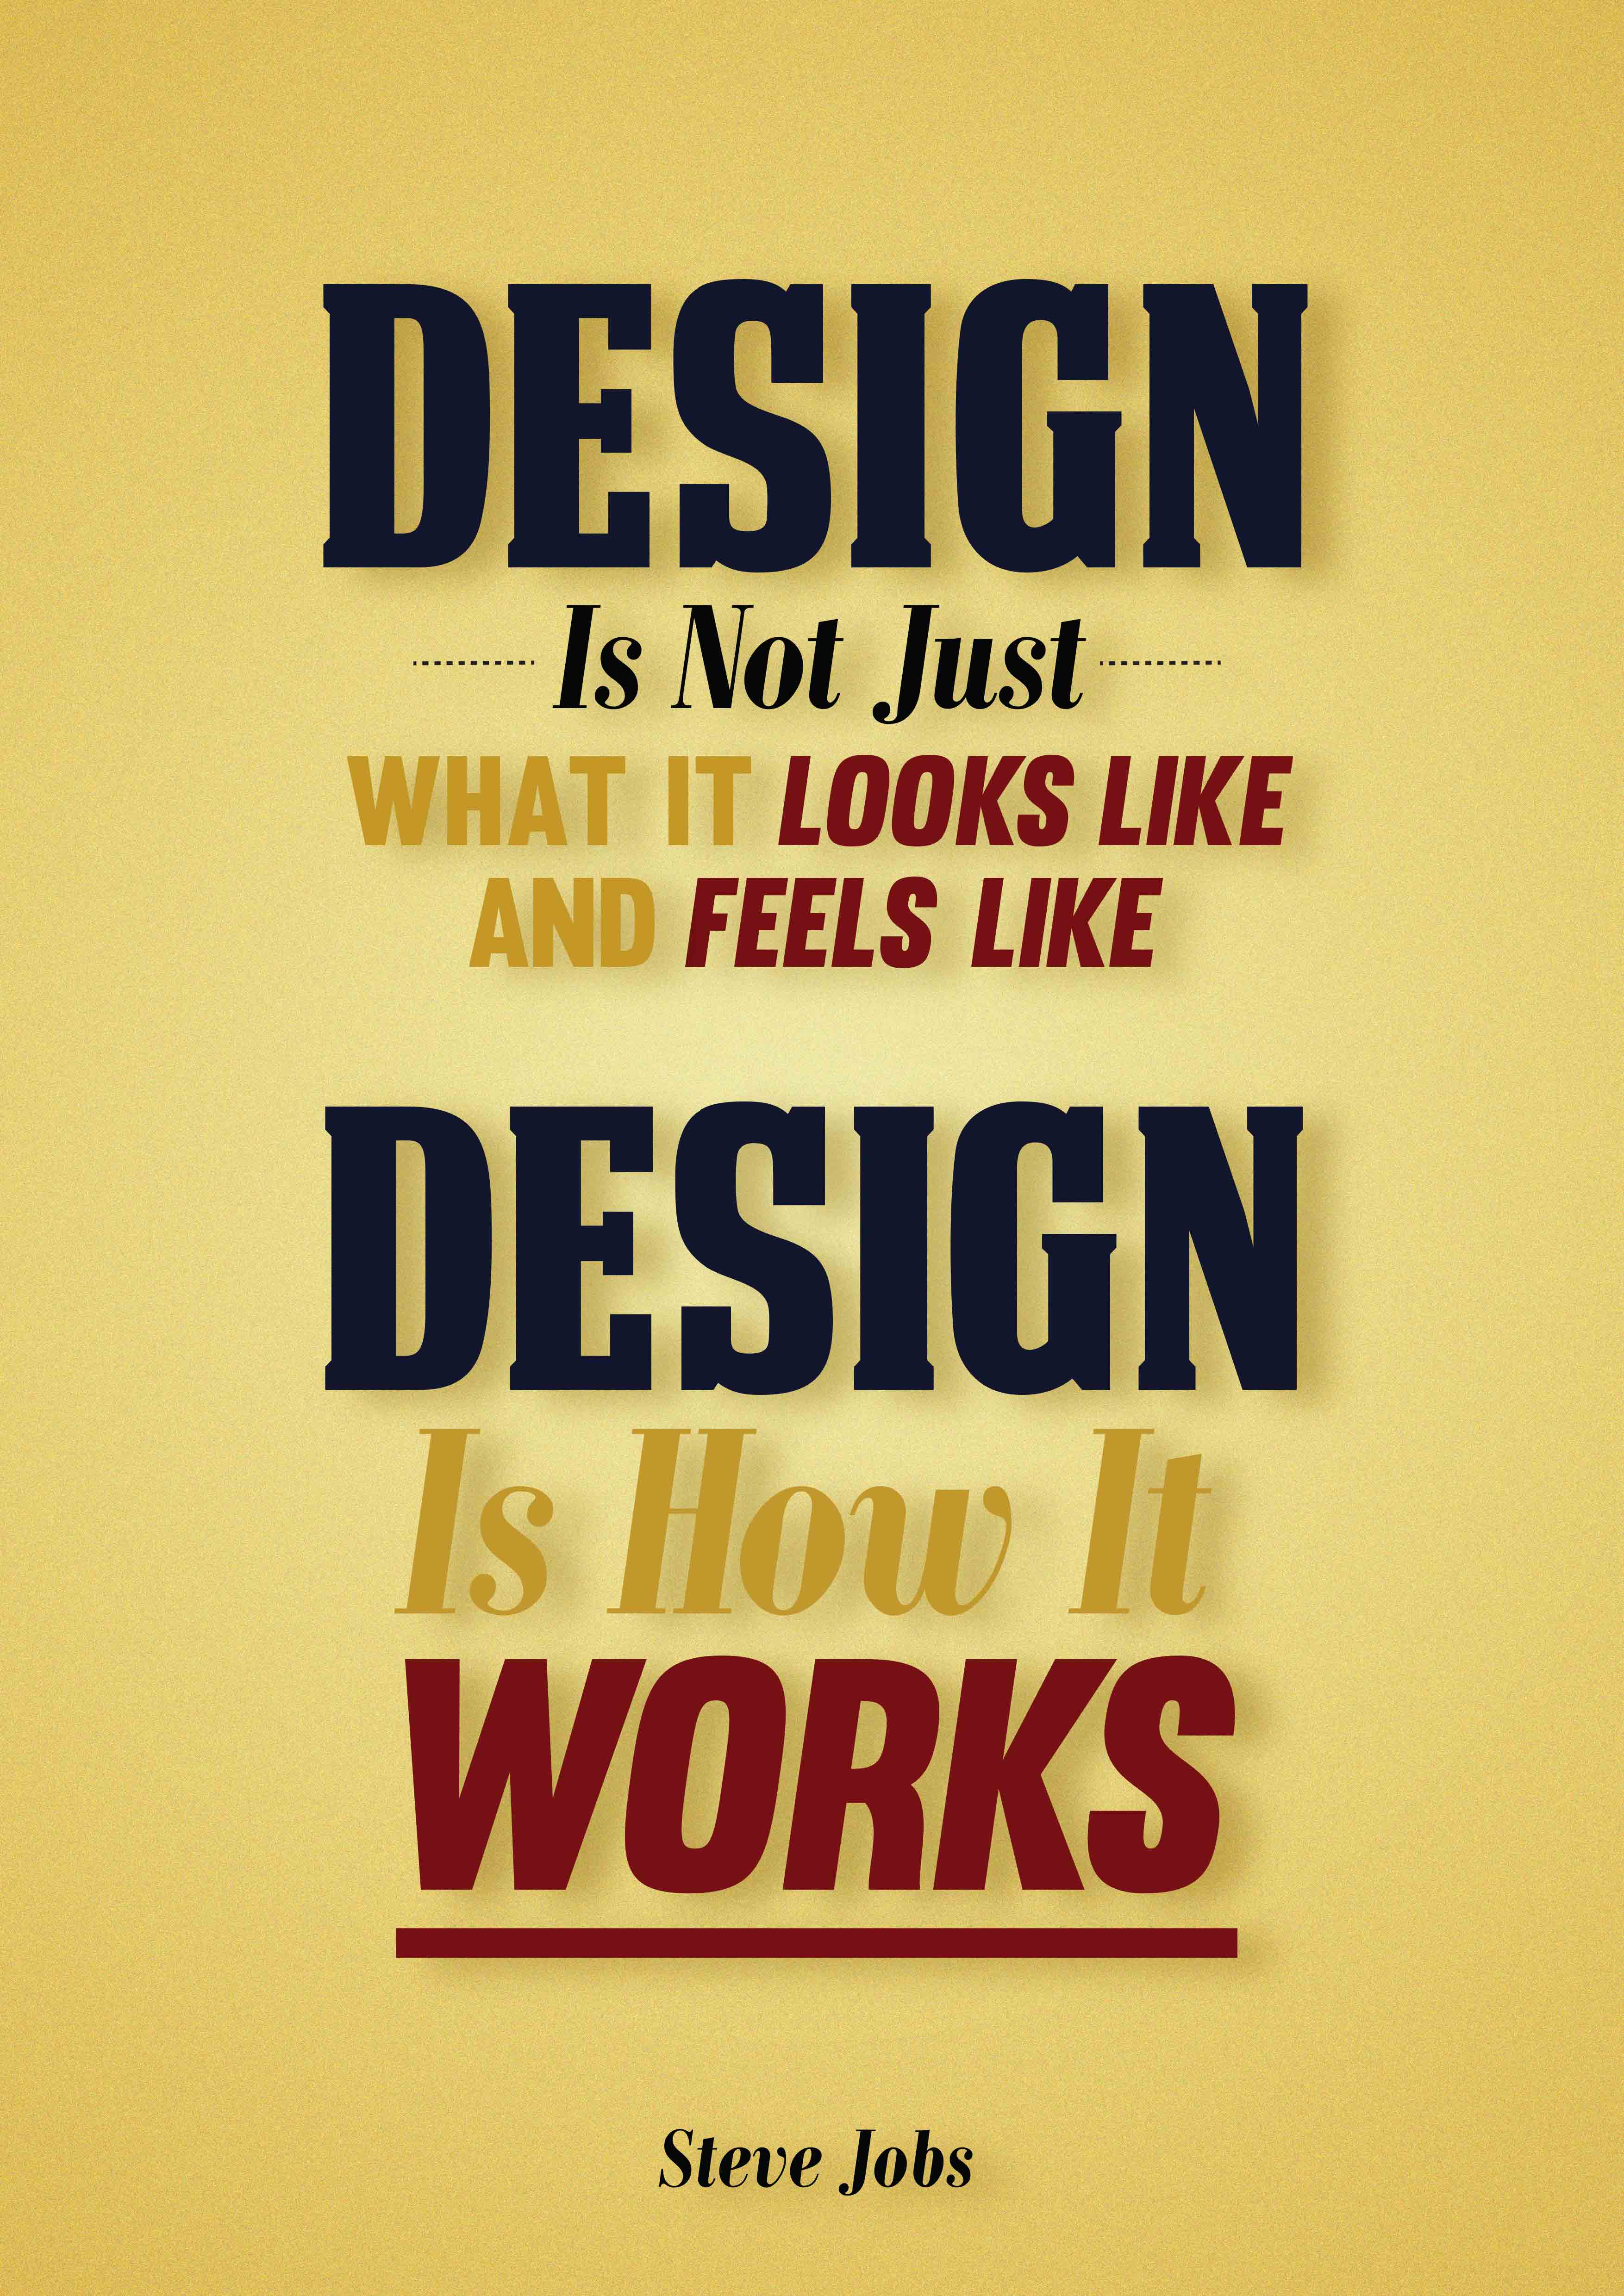 DESIGN
Is Not Just
WHAT IT LOOKS LIKE
AND FEELS LIKE
DESIGN
Is How It
WORKS
Steve Jobs